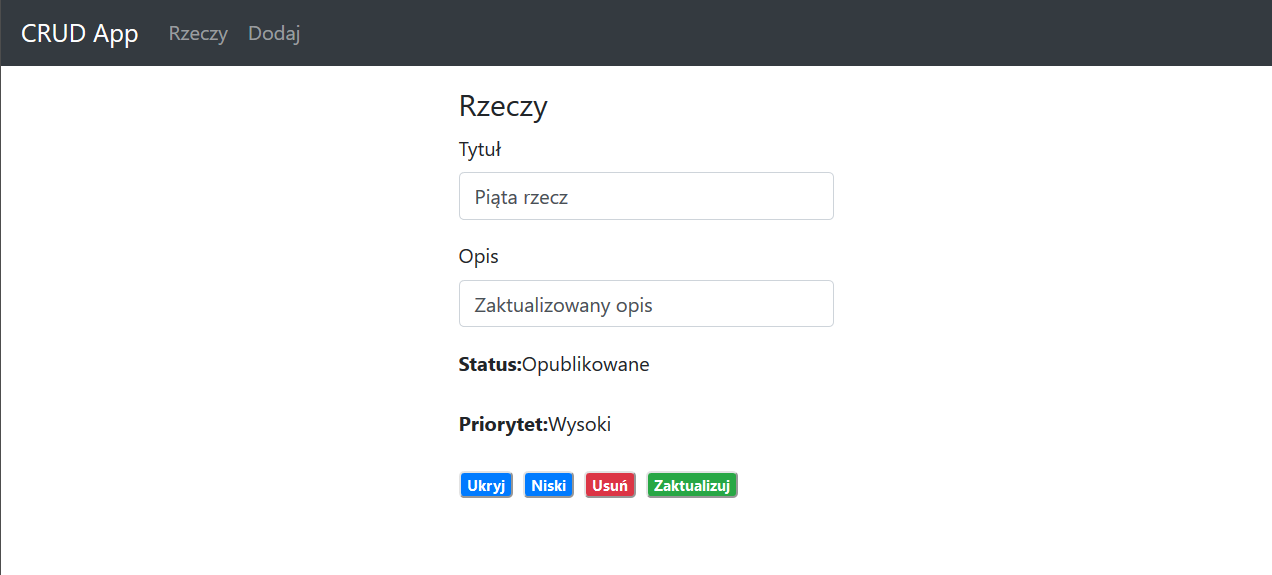 CRUD App Rzeczy Dodaj
Rzeczy
Tytuł
Piąta rzecz
Opis
Zaktualizowany opis
Status:Opublikowane
Priorytet:Wysoki
Ukryj Niski Usuń Zaktualizuj